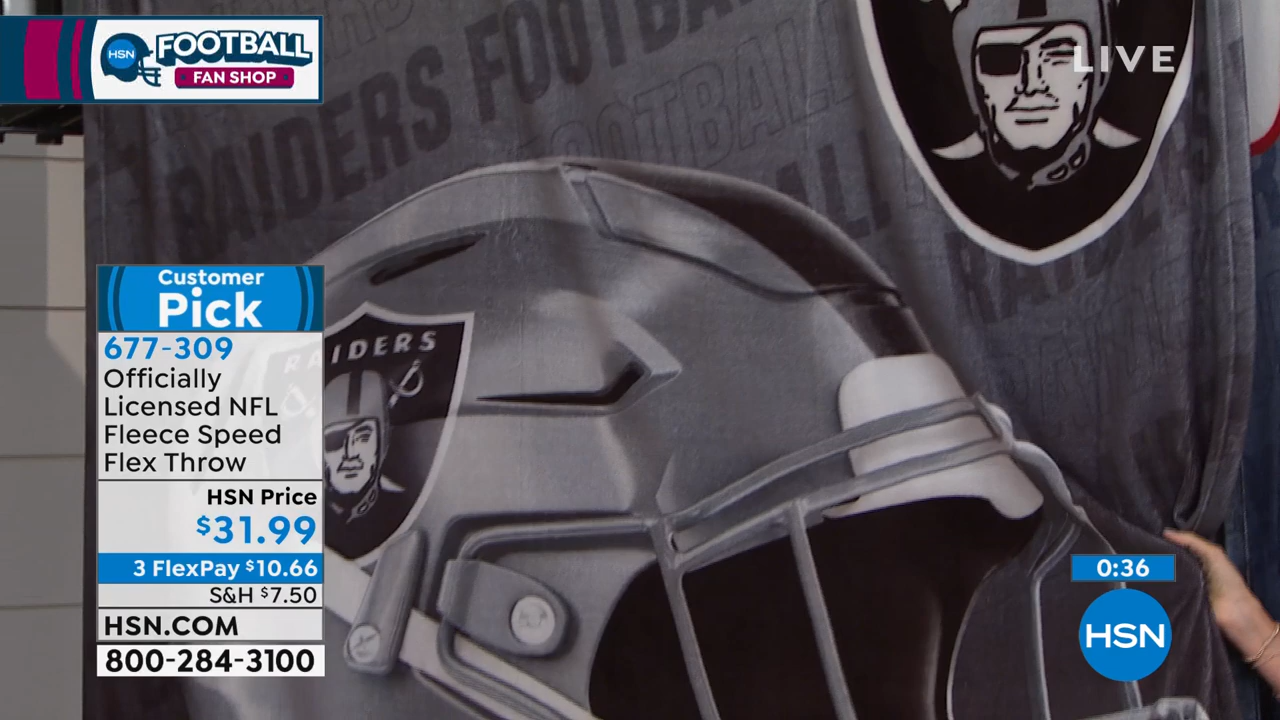 HSN
FOOTBALL
FAN SHOP
LIVE
RAIDERS FOOTBALL
FOOTBALL
RAIDERS
Customer
Pick
677-309
Officially
Licensed NFL
Fleece Speed
Flex Throw
HSN Price
$31.99
3 FlexPay $10.66
S&H $7.50
HSN.COM
800-284-3100
0:36
HSN